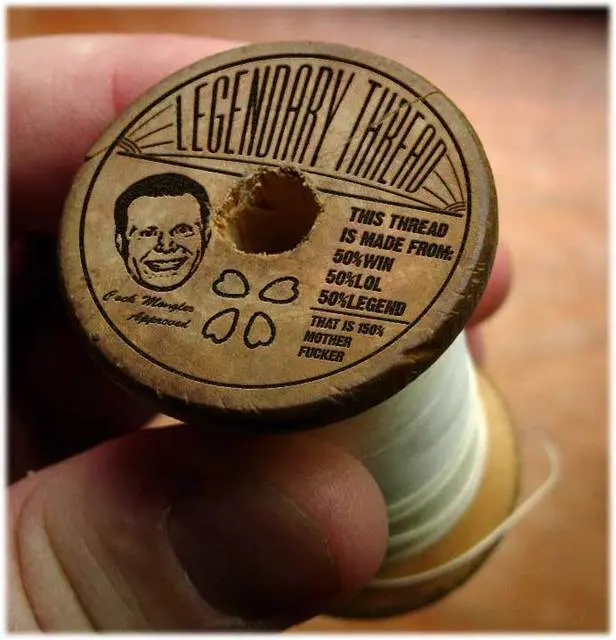 LEGENDARY THREAD
THIS THREAD
IS MADE FROM:
50%WIN
50%LOL
50%LEGEND
THAT IS 150%
MOTHER
FUCKER
Cock Mongler
Approved